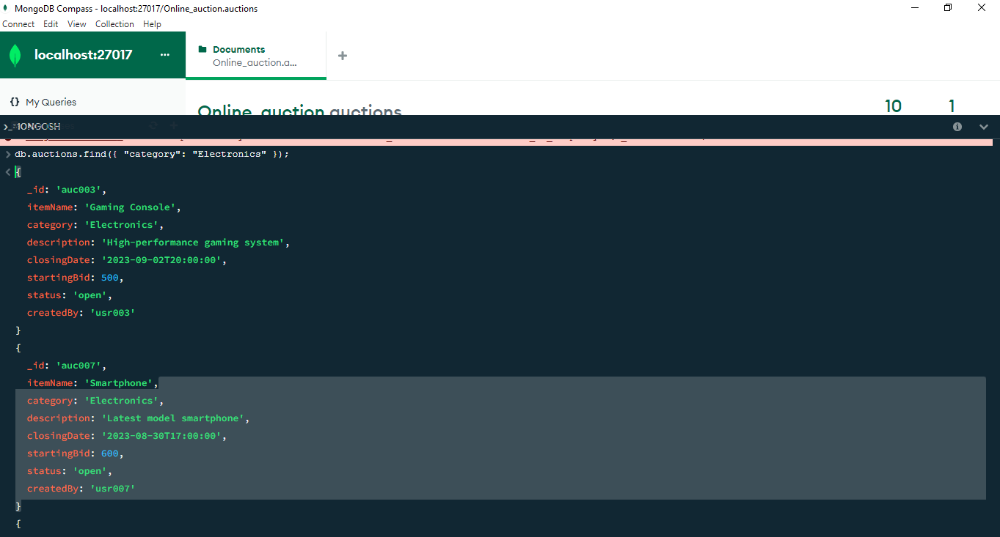 MongoDB Compass - localhost:27017/Online_auction.auctions
Connect Edit View Collection Help
localhost:27017 ...
Documents
Online_auction.a...
{} My Queries
Online_auction.auctions
10 1
>_MONGOSH
> db.auctions.find({ "category": "Electronics" });
< {
_id: 'auc003',
itemName: 'Gaming Console',
category: 'Electronics',
description: 'High-performance gaming system',
closingDate: '2023-09-02T20:00:00',
startingBid: 500,
status: 'open',
createdBy: 'usr003'
}
{
_id: 'auc007',
itemName: 'Smartphone',
category: 'Electronics',
description: 'Latest model smartphone',
closingDate: '2023-08-30T17:00:00',
startingBid: 600,
status: 'open',
createdBy: 'usr007'
}
{